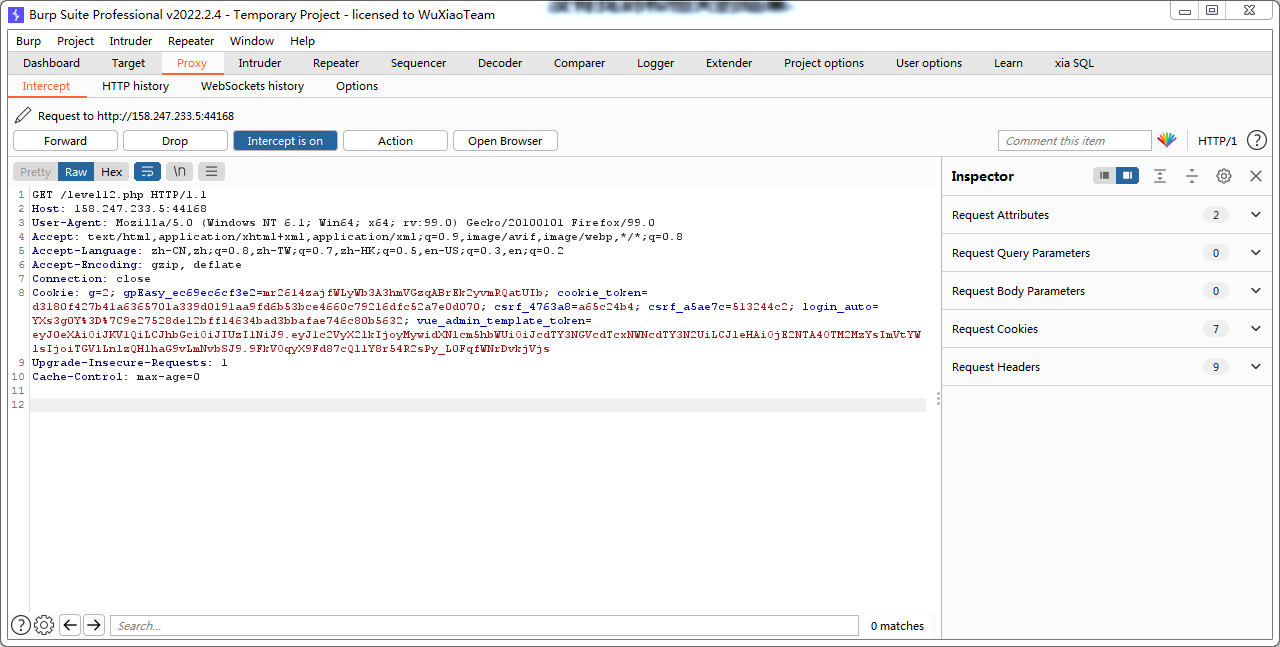 Burp Suite Professional v2022.2.4 - Temporary Project - licensed to WuXiaoTeam
Burp Project Intruder Repeater Window Help
Dashboard Target Proxy Intruder Repeater Sequencer Decoder Comparer Logger Extender Project options User options Learn xia SQL
Intercept HTTP history WebSockets history Options
Request to http://158.247.233.5:44168
Forward Drop Intercept is on Action Open Browser Comment this item HTTP/1 ?
Pretty Raw Hex \n
Inspector
1 GET /level12.php HTTP/1.1
2 Host: 158.247.233.5:44168
3 User-Agent: Mozilla/5.0 (Windows NT 6.1; Win64; x64; rv:99.0) Gecko/20100101 Firefox/99.0
4 Accept: text/html,application/xhtml+xml,application/xml;q=0.9,image/avif,image/webp,*/*;q=0.8
5 Accept-Language: zh-CN,zh;q=0.8,zh-TW;q=0.7,zh-HK;q=0.5,en-US;q=0.3,en;q=0.2
6 Accept-Encoding: gzip, deflate
7 Connection: close
8 Cookie: g=2; gpEasy_ec69ec6cf3e2=mr2614zajfWLyWb3A3hmVGzqABrEk2yvmRQatUIb; cookie_token=
d3180f427b41a6365701a339d0191aa9fd6b53bce4660c79216dfc52a7e0d070; csrf_4763a8=a65c24b4; csrf_a5ae7c=513244c2; login_auto=
YXs3g0Y%3D%7C9e27528de12bff14634bad3bbafae746c80b5632; vue_admin_template_token=
eyJ0eXAiOiJKV1QiLCJhbGciOiJIUzI1NiJ9.eyJ1c2VyX2lkIjoyMywidXNlcm5hbWUiOiJcdTY3NGVcdTcxNWNcdTY3N2UiLCJleHAiOjE2NTA4OTM2MzYsImVtYW
lsIjoiTGVlLnlzQHlhaG9vLmNvbSJ9.9FkV0qyX9Fd87cQllY8r54R2sPy_L0FqfWNrDvkjVjs
9 Upgrade-Insecure-Requests: 1
10 Cache-Control: max-age=0
11
12
Request Attributes 2
Request Query Parameters 0
Request Body Parameters 0
Request Cookies 7
Request Headers 9
? Search... 0 matches